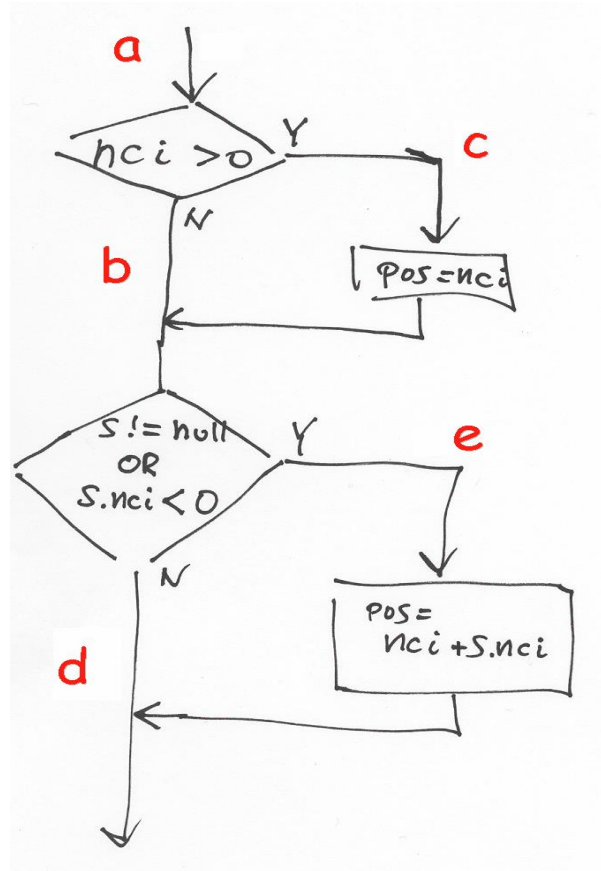 a
nci >0
Y
c
N
b
pos=nci
s!= null
OR
s.nci<0
Y
e
N
pos=
nci+s.nci
d